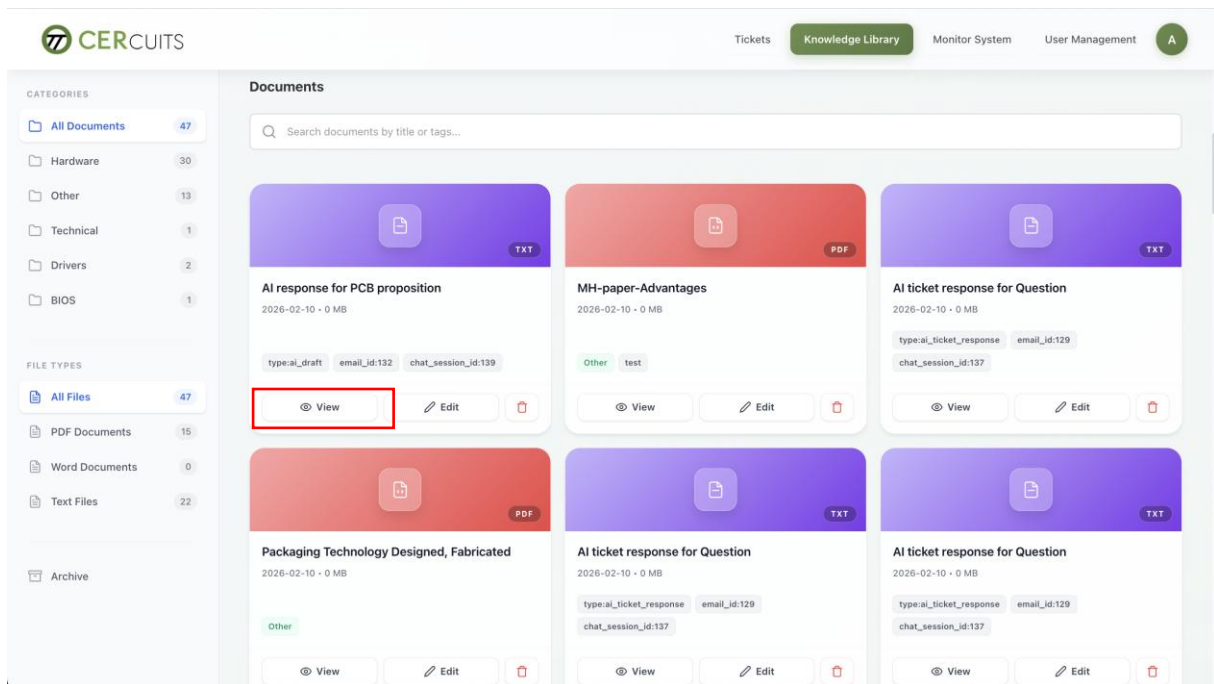 CERCUITS
Tickets
Knowledge Library
Monitor System
User Management
A
CATEGORIES
All Documents 47
Hardware 30
Other 13
Technical 1
Drivers 2
BIOS 1
FILE TYPES
All Files 47
PDF Documents 15
Word Documents 0
Text Files 22
Archive
Documents
Search documents by title or tags...
TXT
AI response for PCB proposition
2026-02-10 • 0 MB
type:ai_draft email_id:132 chat_session_id:139
View Edit
PDF
MH-paper-Advantages
2026-02-10 • 0 MB
Other test
View Edit
TXT
AI ticket response for Question
2026-02-10 • 0 MB
type:ai_ticket_response email_id:129
chat_session_id:137
View Edit
PDF
Packaging Technology Designed, Fabricated
2026-02-10 • 0 MB
Other
View Edit
TXT
AI ticket response for Question
2026-02-10 • 0 MB
type:ai_ticket_response email_id:129
chat_session_id:137
View Edit
TXT
AI ticket response for Question
2026-02-10 • 0 MB
type:ai_ticket_response email_id:129
chat_session_id:137
View Edit